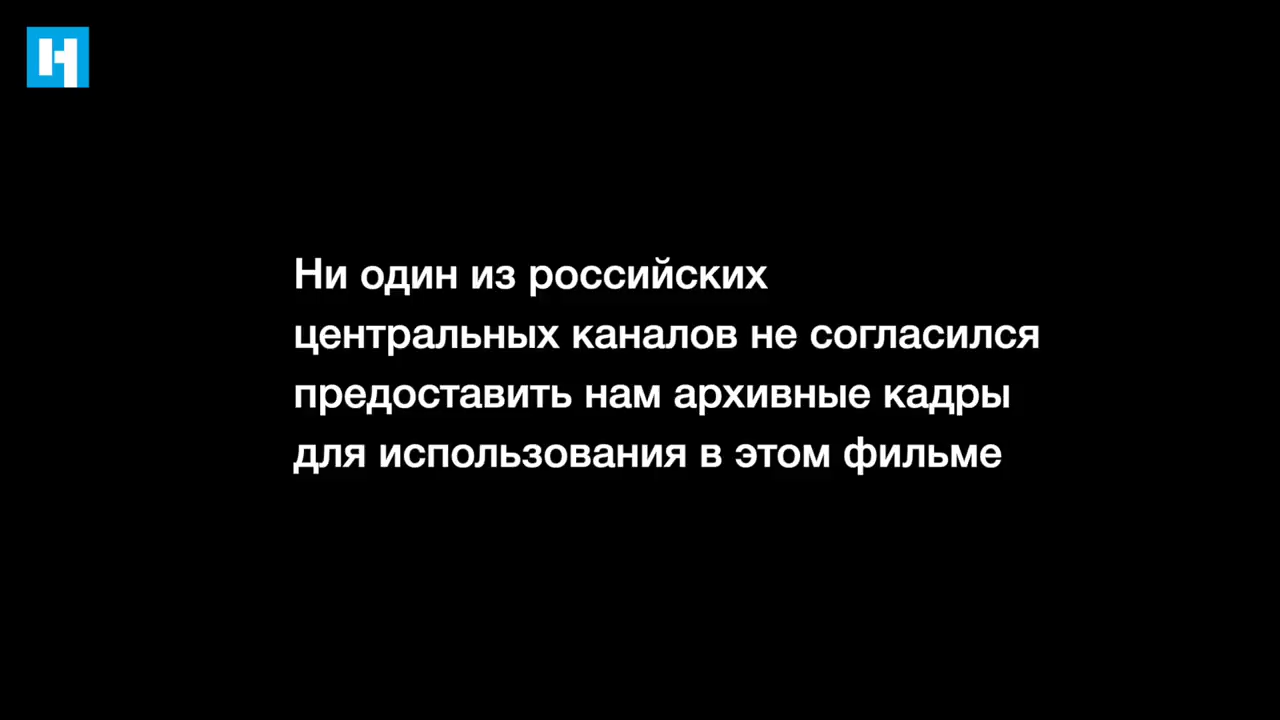 Ни один из российских
центральных каналов не согласился
предоставить нам архивные кадры
для использования в этом фильме